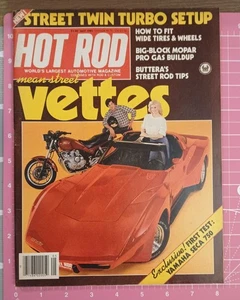 STREET TWIN TURBO SETUP
HOT ROD
WORLD'S LARGEST AUTOMOTIVE MAGAZINE
HOW TO FIT
WIDE TIRES & WHEELS
BIG-BLOCK MOPAR
PRO GAS BUILDUP
BUTTERA'S
STREET ROD TIPS
mean street
vettes
Exclusive! FIRST TEST:
YAMAHA SECA 750